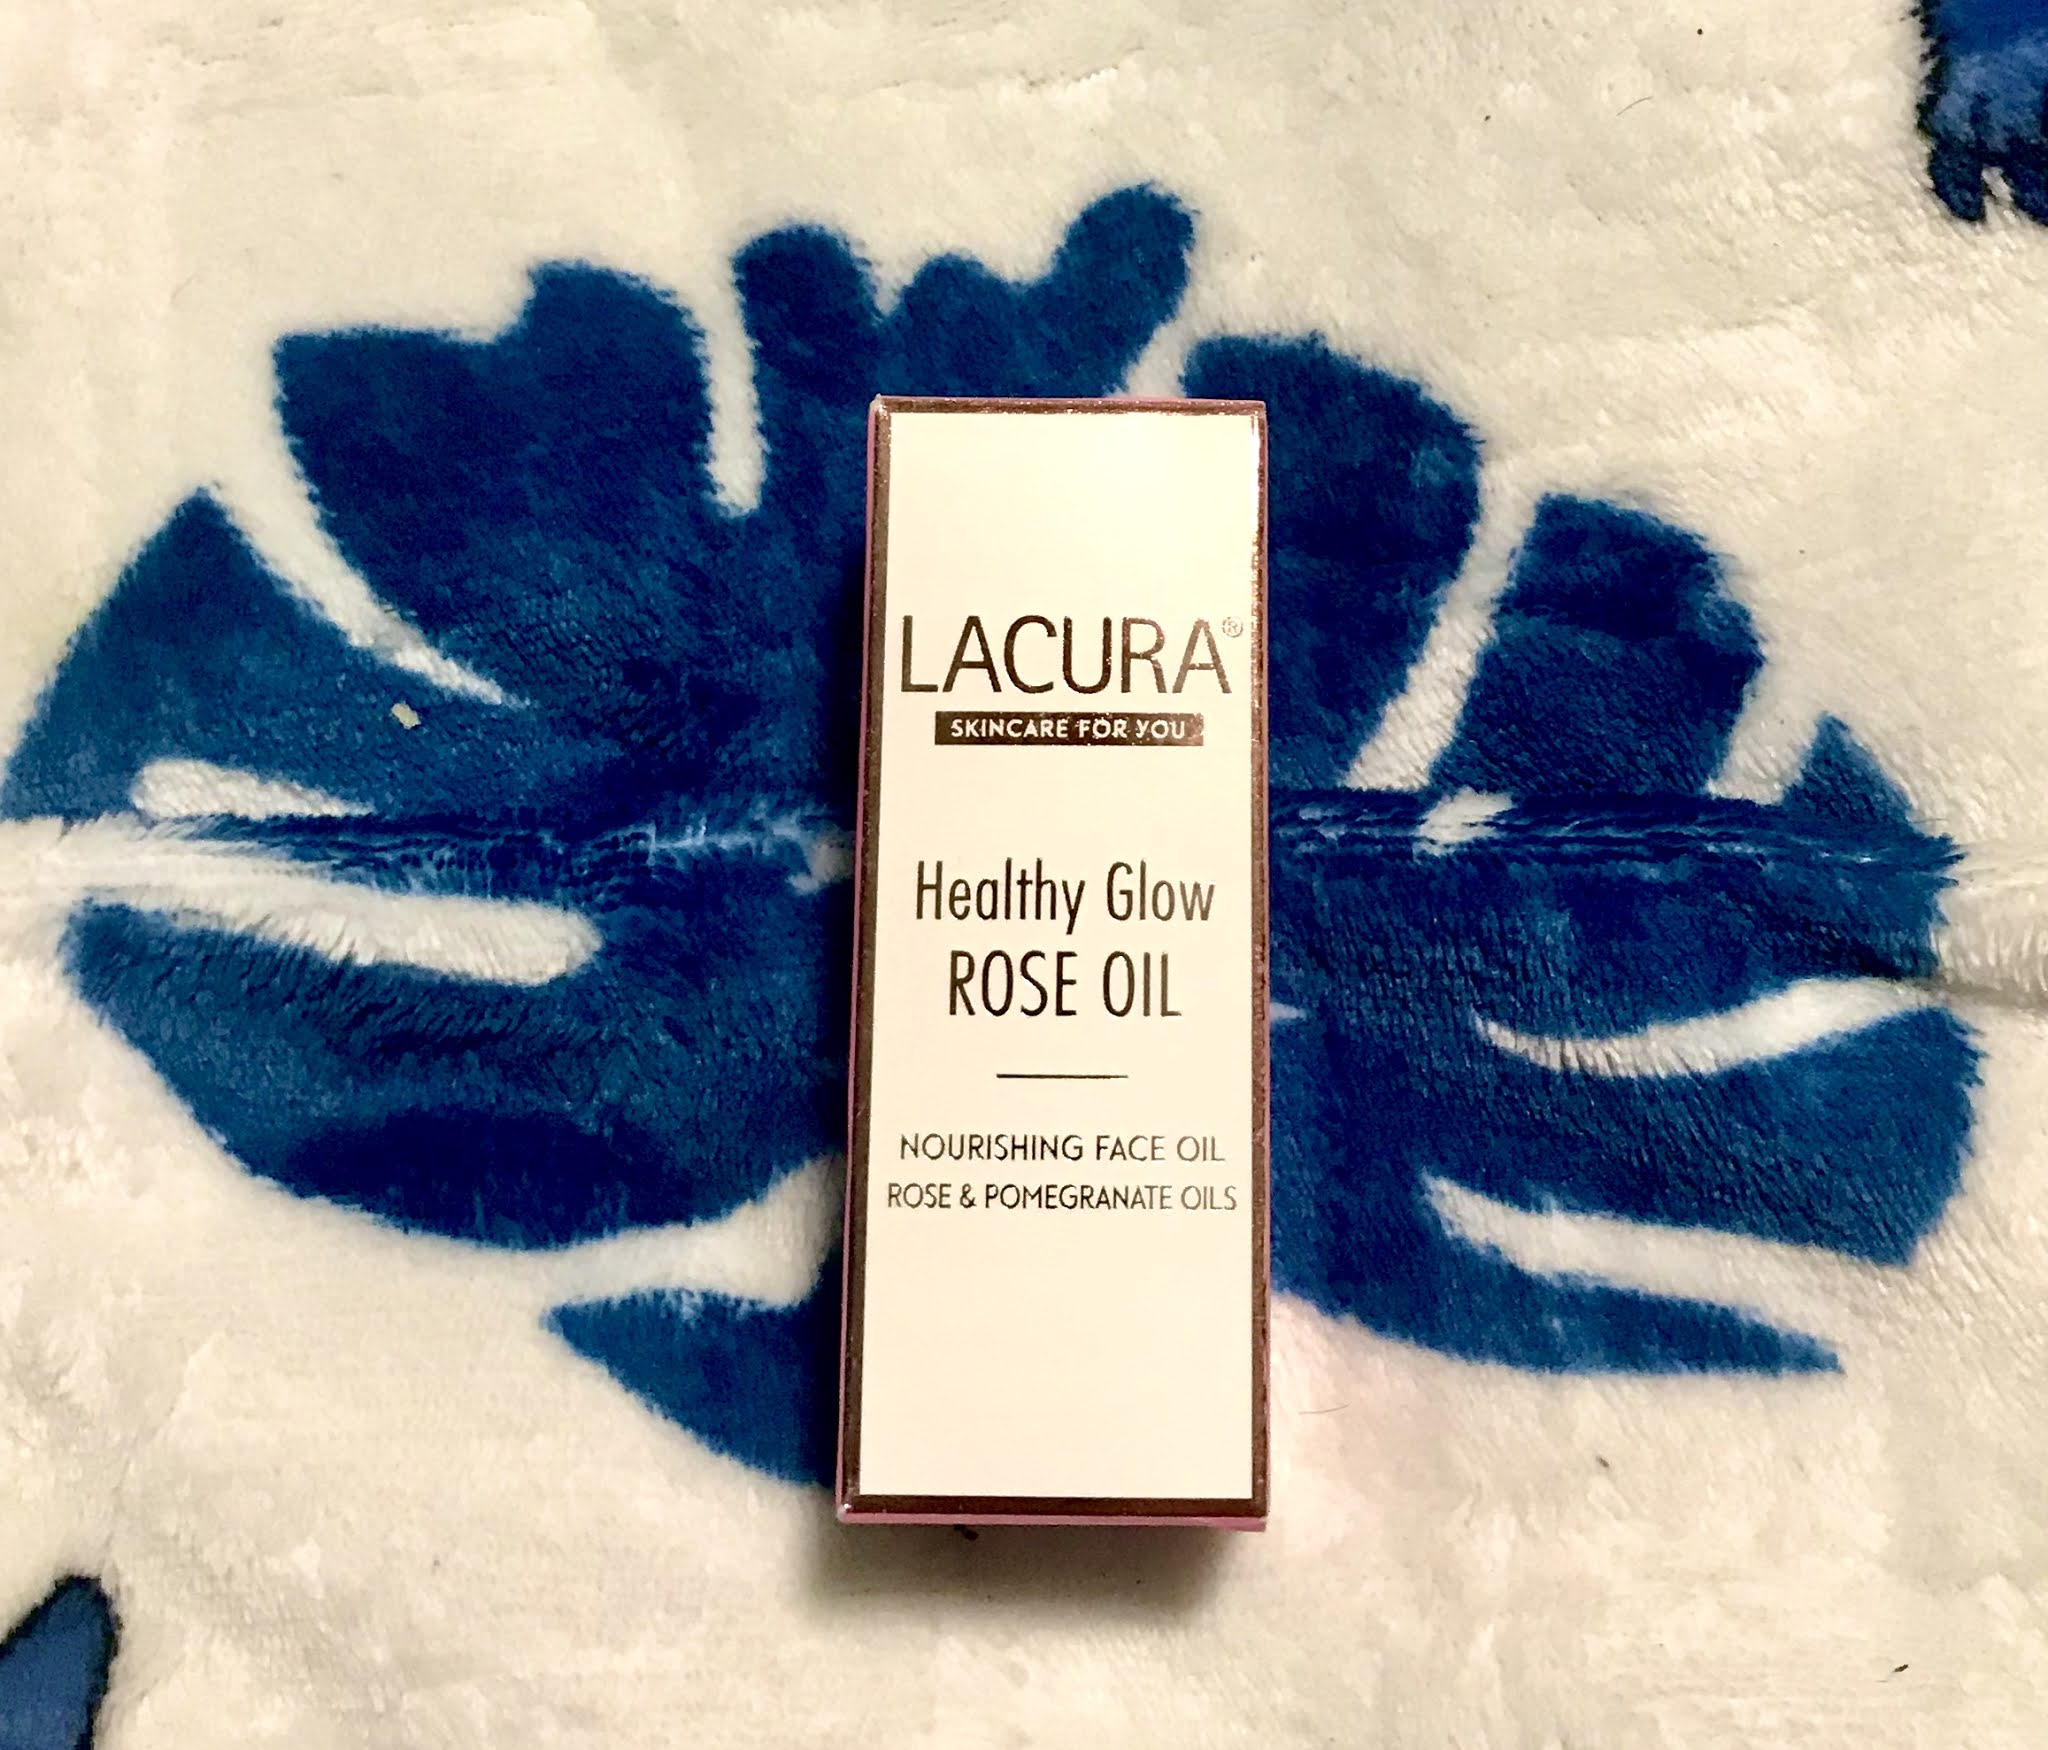 LACURA®
SKINCARE FOR YOU
Healthy Glow
ROSE OIL
NOURISHING FACE OIL
ROSE & POMEGRANATE OILS